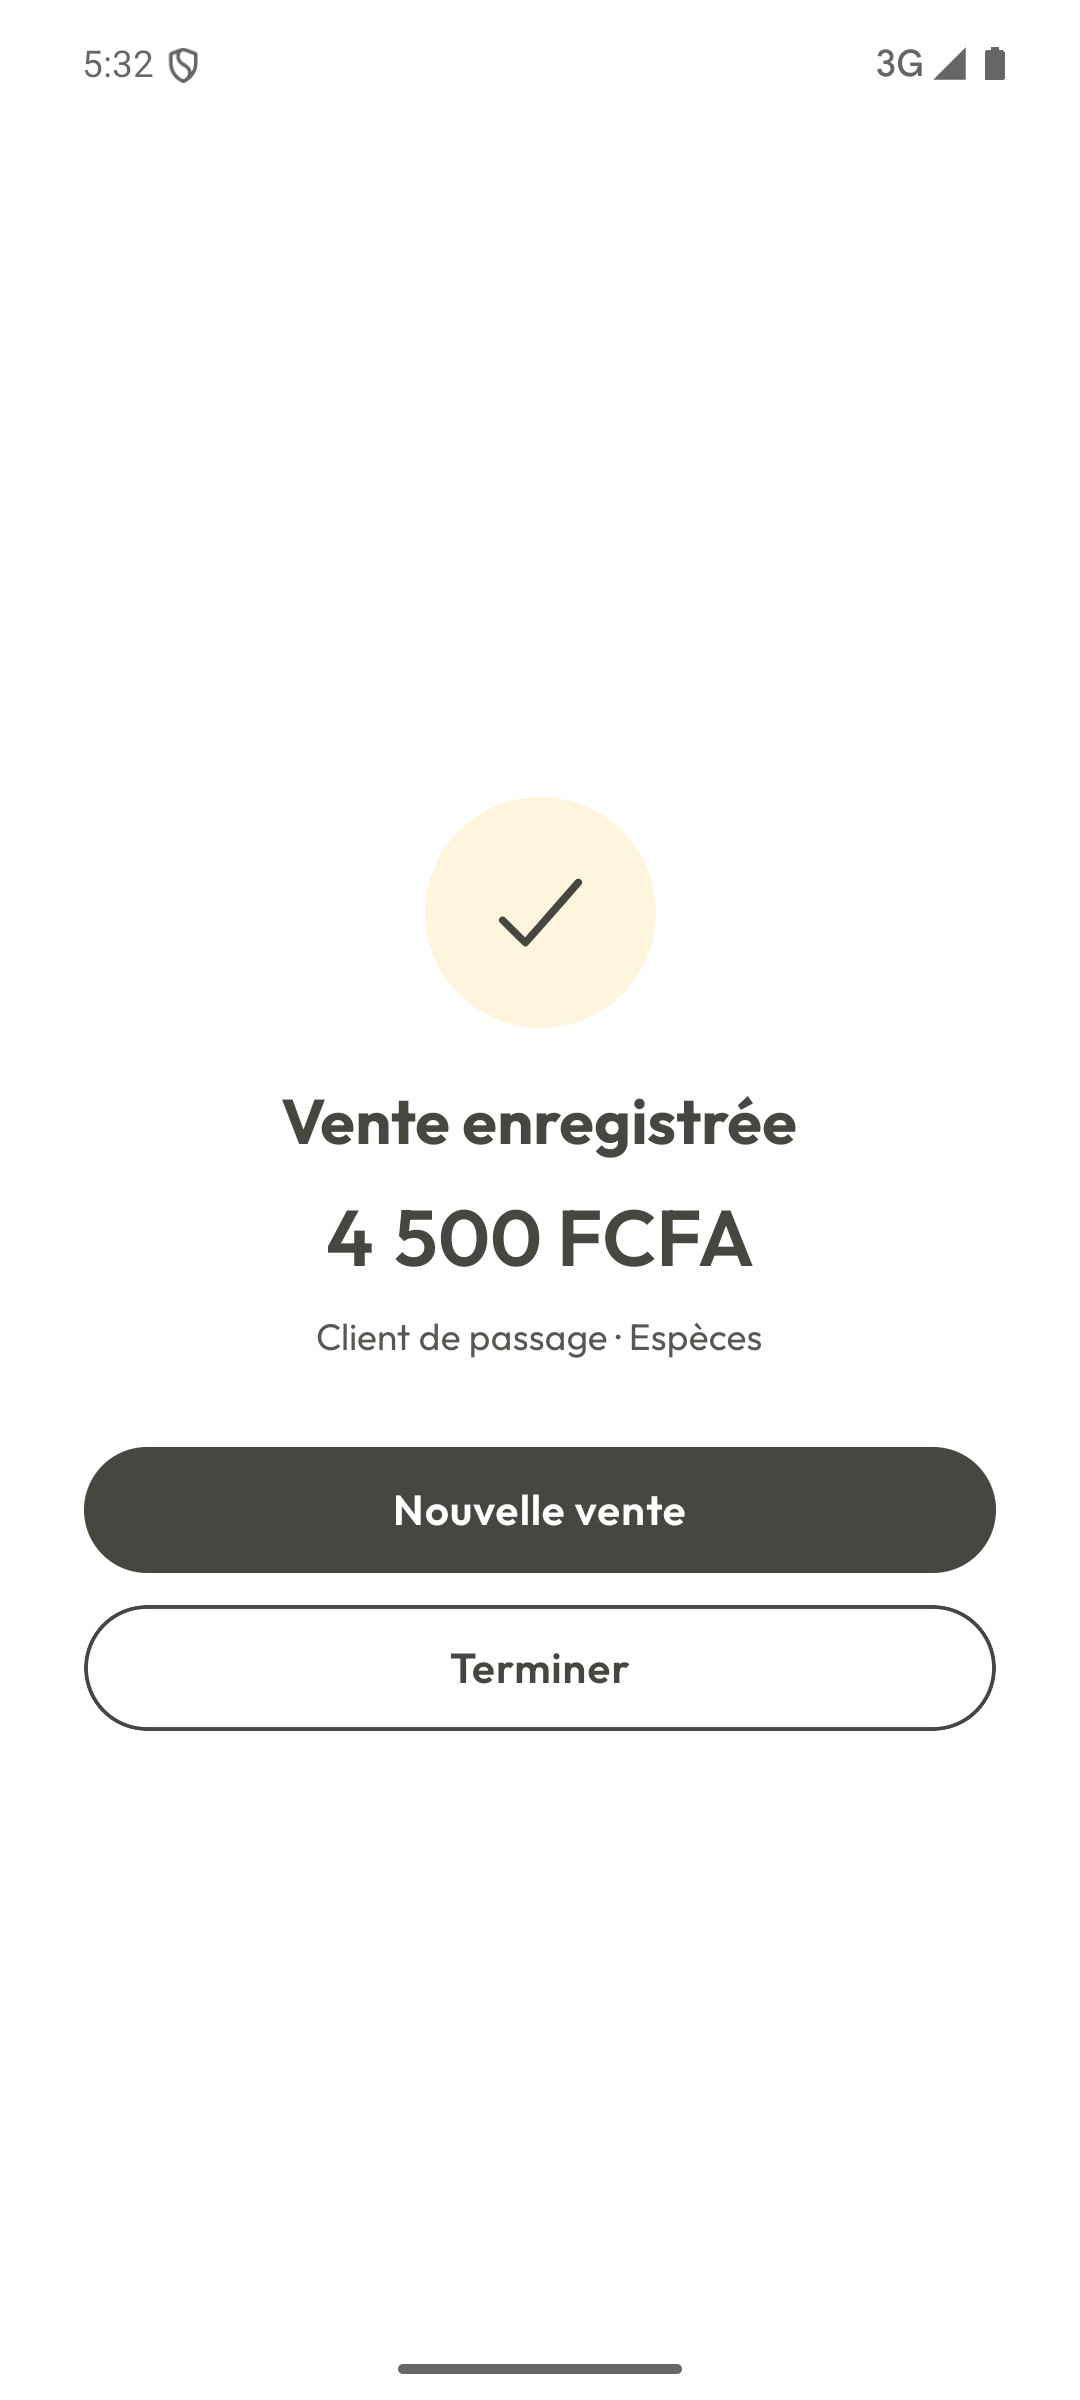 5:32
3G
Vente enregistrée
4 500 FCFA
Client de passage · Espèces
Nouvelle vente
Terminer